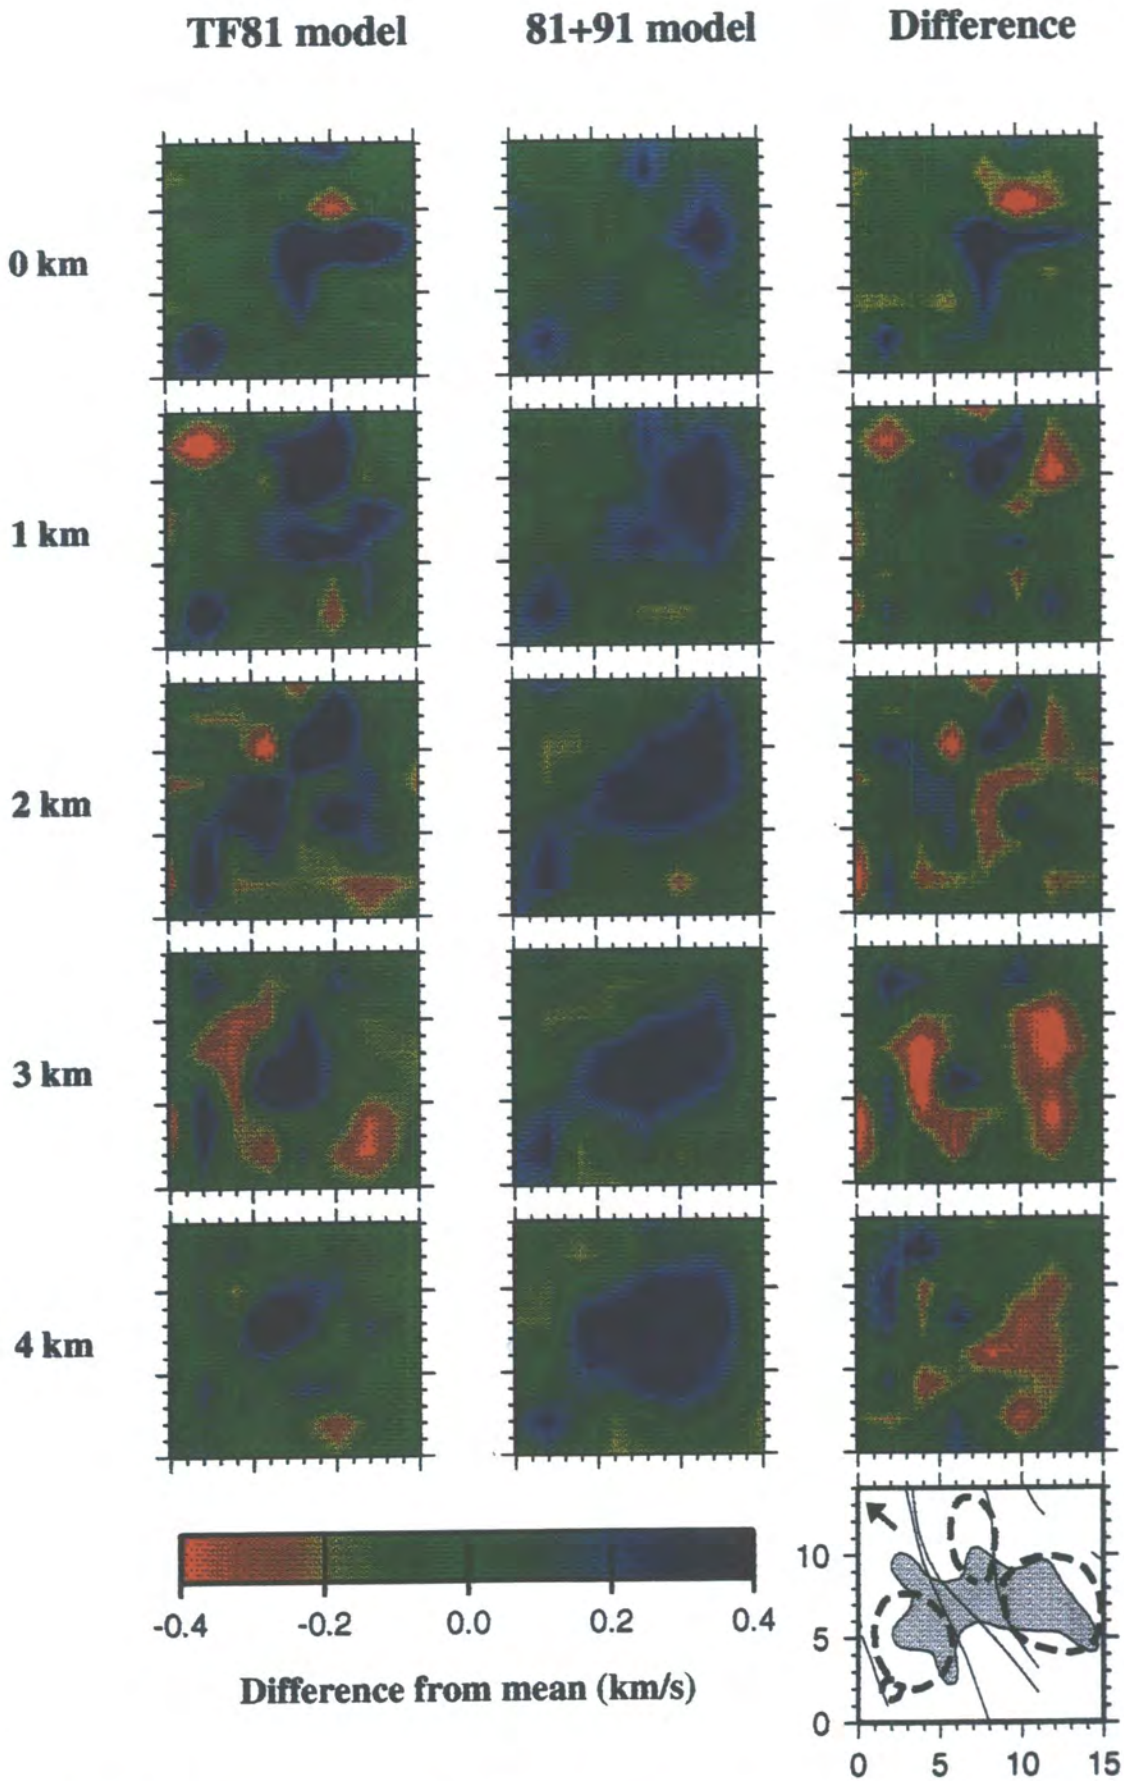 TF81 model 81+91 model Difference
0 km
1 km
2 km
3 km
4 km
-0.4 -0.2 0.0 0.2 0.4
Difference from mean (km/s)
10
5
0
0 5 10 15